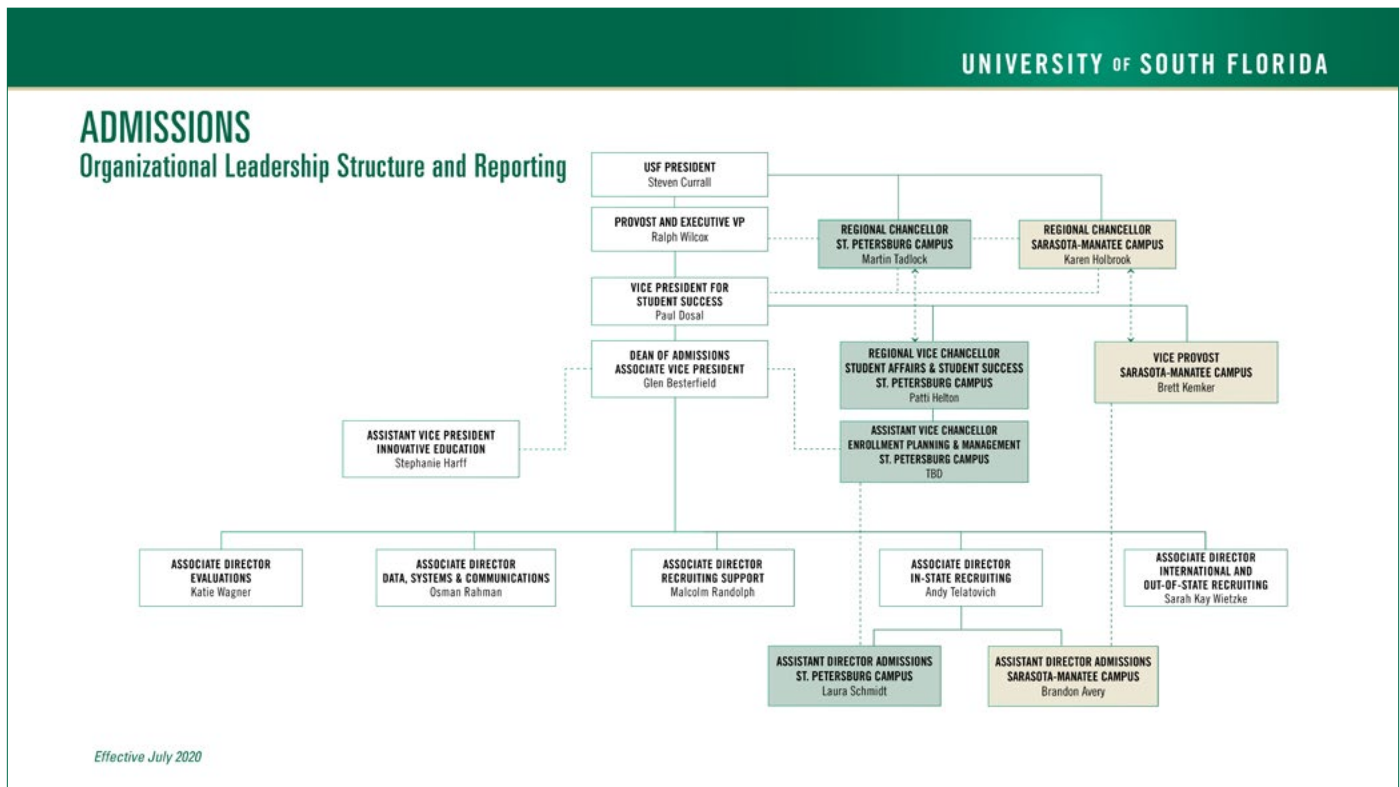 UNIVERSITY OF SOUTH FLORIDA
ADMISSIONS
Organizational Leadership Structure and Reporting
USF PRESIDENT
Steven Currall
PROVOST AND EXECUTIVE VP
Ralph Wilcox
REGIONAL CHANCELLOR
ST. PETERSBURG CAMPUS
Martin Tadlock
REGIONAL CHANCELLOR
SARASOTA-MANATEE CAMPUS
Karen Holbrook
VICE PRESIDENT FOR
STUDENT SUCCESS
Paul Dosal
DEAN OF ADMISSIONS
ASSOCIATE VICE PRESIDENT
Glen Besterfield
REGIONAL VICE CHANCELLOR
STUDENT AFFAIRS & STUDENT SUCCESS
ST. PETERSBURG CAMPUS
Patti Helton
VICE PROVOST
SARASOTA-MANATEE CAMPUS
Brett Kemker
ASSISTANT VICE PRESIDENT
INNOVATIVE EDUCATION
Stephanie Harff
ASSISTANT VICE CHANCELLOR
ENROLLMENT PLANNING & MANAGEMENT
ST. PETERSBURG CAMPUS
TBD
ASSOCIATE DIRECTOR
EVALUATIONS
Katie Wagner
ASSOCIATE DIRECTOR
DATA, SYSTEMS & COMMUNICATIONS
Osman Rahman
ASSOCIATE DIRECTOR
RECRUITING SUPPORT
Malcolm Randolph
ASSOCIATE DIRECTOR
IN-STATE RECRUITING
Andy Telatovich
ASSOCIATE DIRECTOR
INTERNATIONAL AND
OUT-OF-STATE RECRUITING
Sarah Kay Wietzke
ASSISTANT DIRECTOR ADMISSIONS
ST. PETERSBURG CAMPUS
Laura Schmidt
ASSISTANT DIRECTOR ADMISSIONS
SARASOTA-MANATEE CAMPUS
Brandon Avery
Effective July 2020